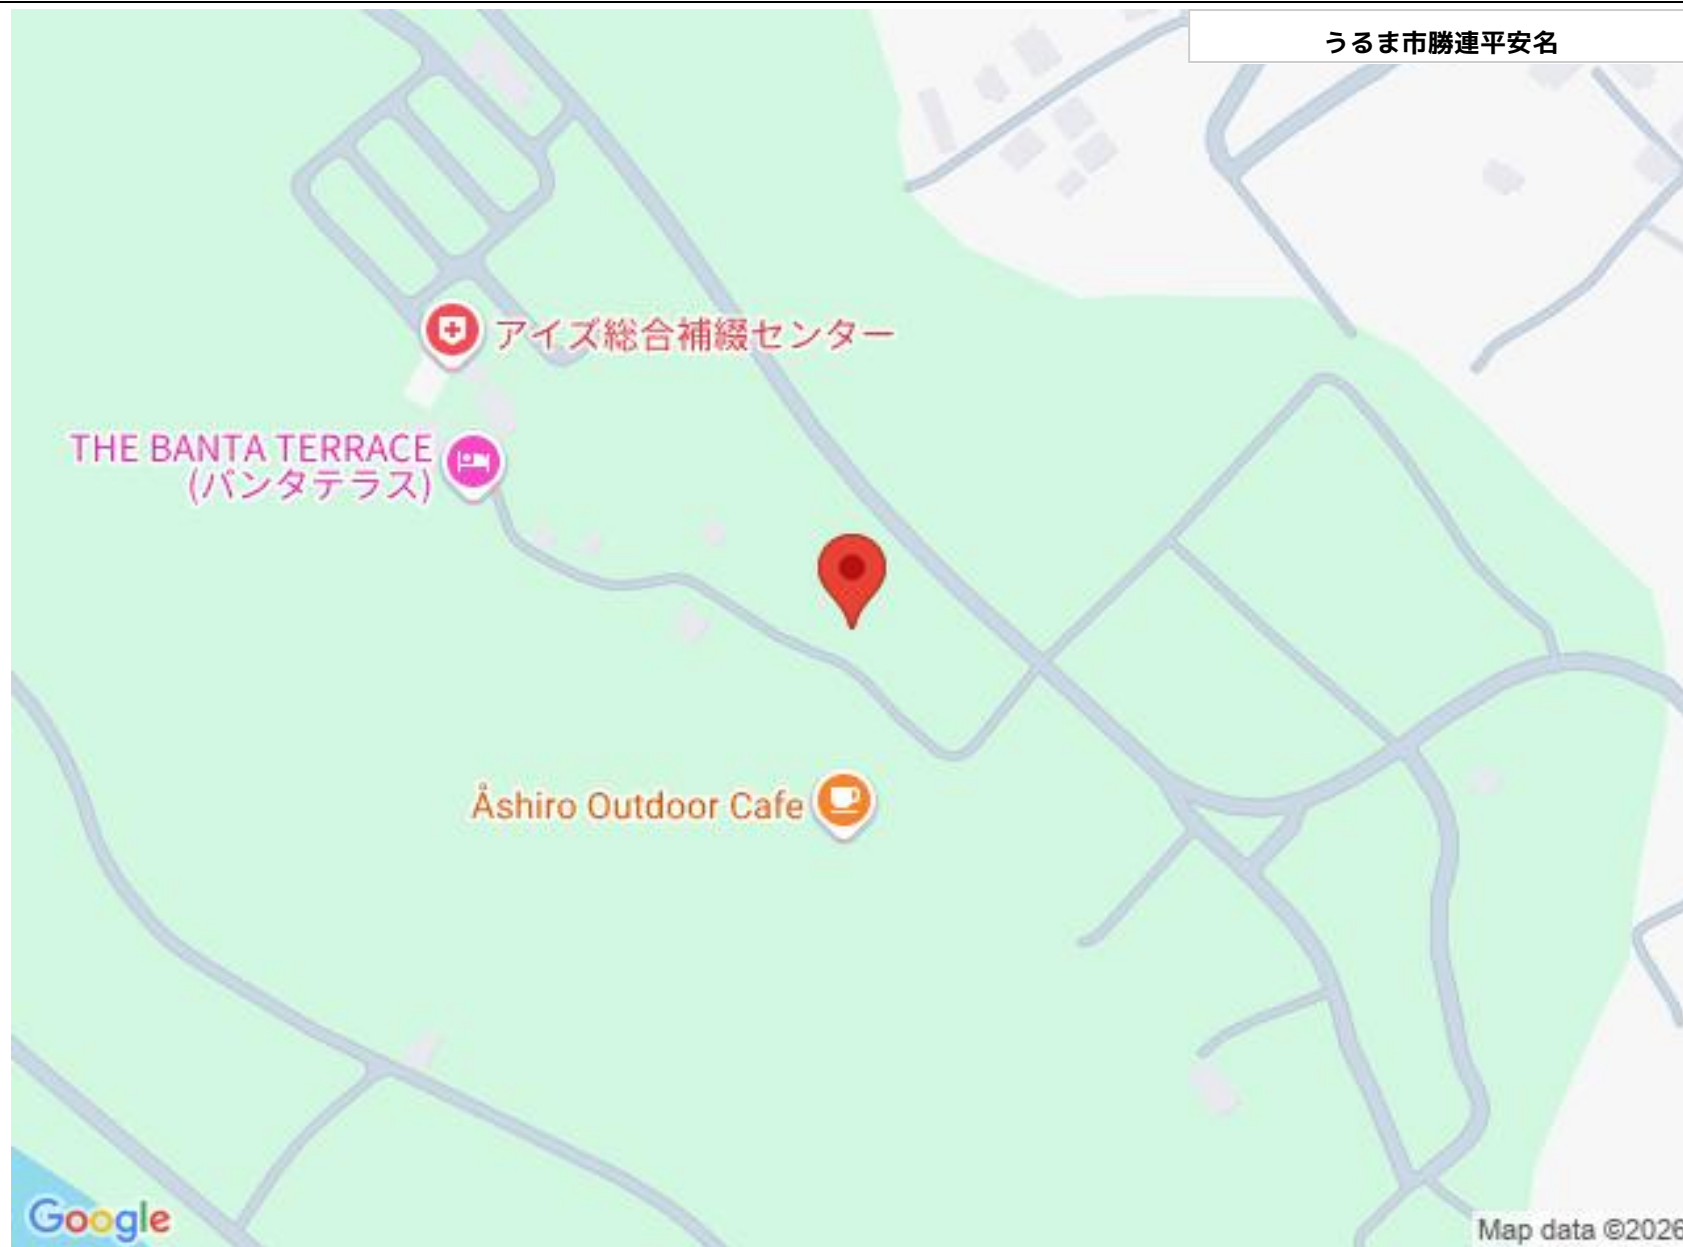 うるま市勝連平安名
アイズ総合補綴センター
THE BANTA TERRACE
(バンタテラス)
Åshiro Outdoor Cafe
Google
Map data ©2026